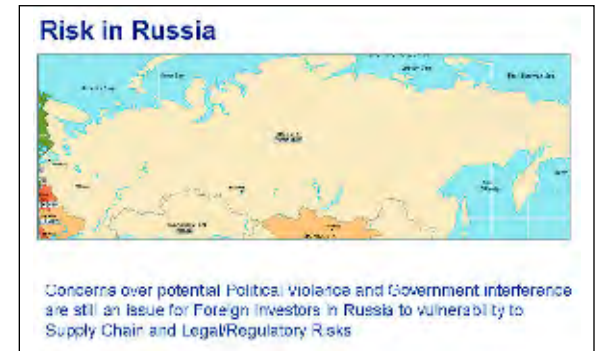 Risk in Russia
Concerns over potential Political Violence and Government interference
are still an issue for Foreign Investors in Russia to vulnerability to
Supply Chain and Legal/Regulatory Risks